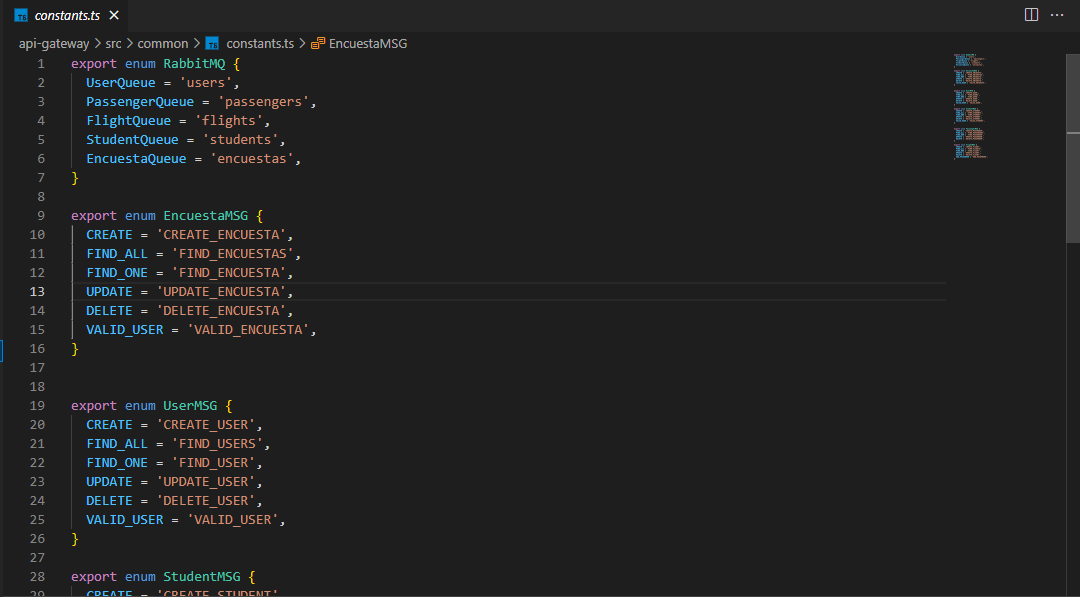 constants.ts
api-gateway > src > common > constants.ts > EncuestaMSG
1 export enum RabbitMQ {
2   UserQueue = 'users',
3   PassengerQueue = 'passengers',
4   FlightQueue = 'flights',
5   StudentQueue = 'students',
6   EncuestaQueue = 'encuestas',
7 }
8
9 export enum EncuestaMSG {
10   CREATE = 'CREATE_ENCUESTA',
11   FIND_ALL = 'FIND_ENCUESTAS',
12   FIND_ONE = 'FIND_ENCUESTA',
13   UPDATE = 'UPDATE_ENCUESTA',
14   DELETE = 'DELETE_ENCUESTA',
15   VALID_USER = 'VALID_ENCUESTA',
16 }
17
18
19 export enum UserMSG {
20   CREATE = 'CREATE_USER',
21   FIND_ALL = 'FIND_USERS',
22   FIND_ONE = 'FIND_USER',
23   UPDATE = 'UPDATE_USER',
24   DELETE = 'DELETE_USER',
25   VALID_USER = 'VALID_USER',
26 }
27
28 export enum StudentMSG {
29   CREATE = 'CREATE_STUDENT'